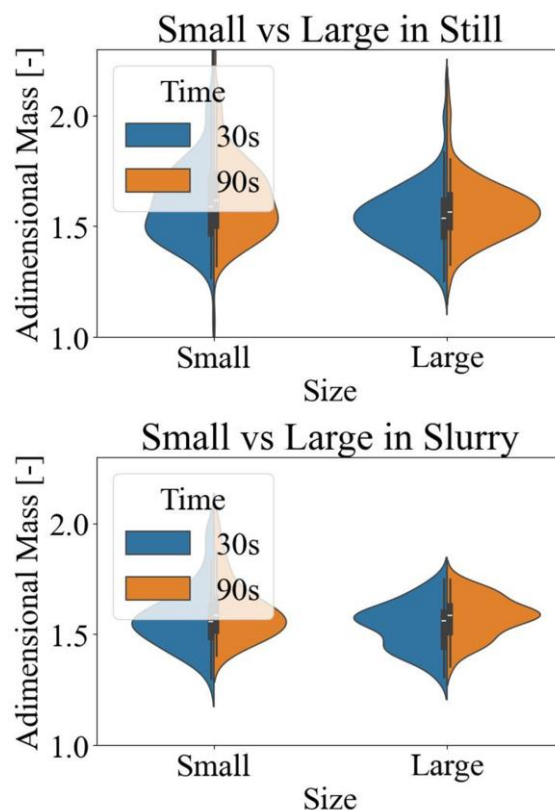 Small vs Large in Still
Adimensional Mass [-]
2.0
1.5
1.0
Time
30s
90s
Small
Large
Size
Small vs Large in Slurry
Adimensional Mass [-]
2.0
1.5
1.0
Time
30s
90s
Small
Large
Size